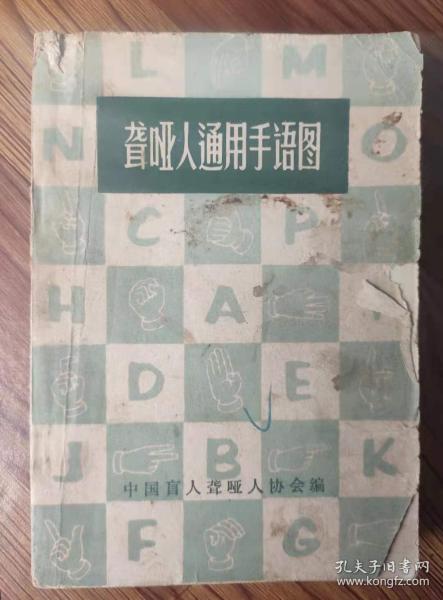 L M
N O
聋哑人通用手语图
C P
H A
D E
J B K
中国盲人聋哑人协会编
F G
孔夫子旧书网
www.kongfz.com